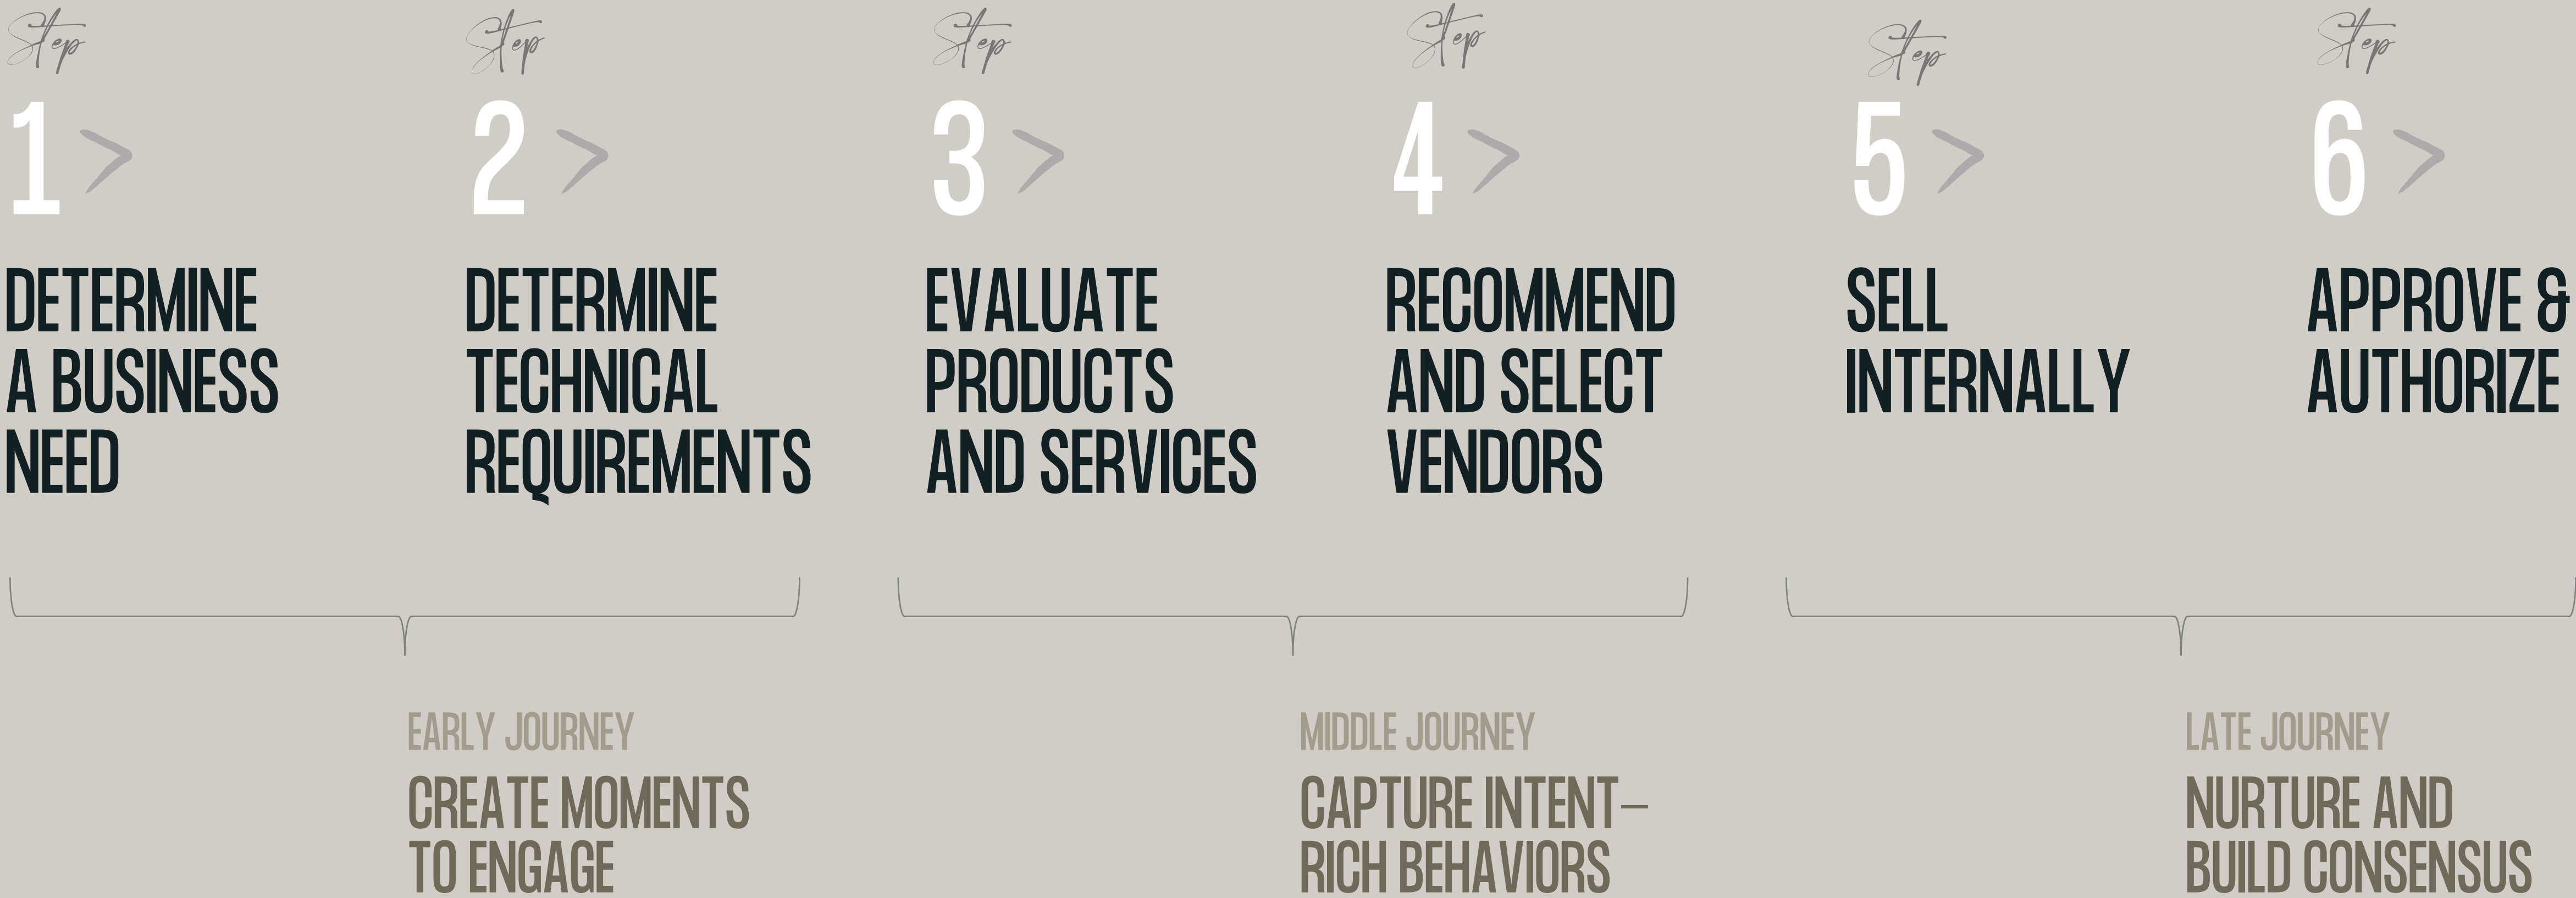 Step
1 >
DETERMINE
A BUSINESS
NEED
Step
2 >
DETERMINE
TECHNICAL
REQUIREMENTS
Step
3 >
EVALUATE
PRODUCTS
AND SERVICES
Step
4 >
RECOMMEND
AND SELECT
VENDORS
Step
5 >
SELL
INTERNALLY
Step
6 >
APPROVE &
AUTHORIZE
EARLY JOURNEY
CREATE MOMENTS
TO ENGAGE
MIDDLE JOURNEY
CAPTURE INTENT–
RICH BEHAVIORS
LATE JOURNEY
NURTURE AND
BUILD CONSENSUS